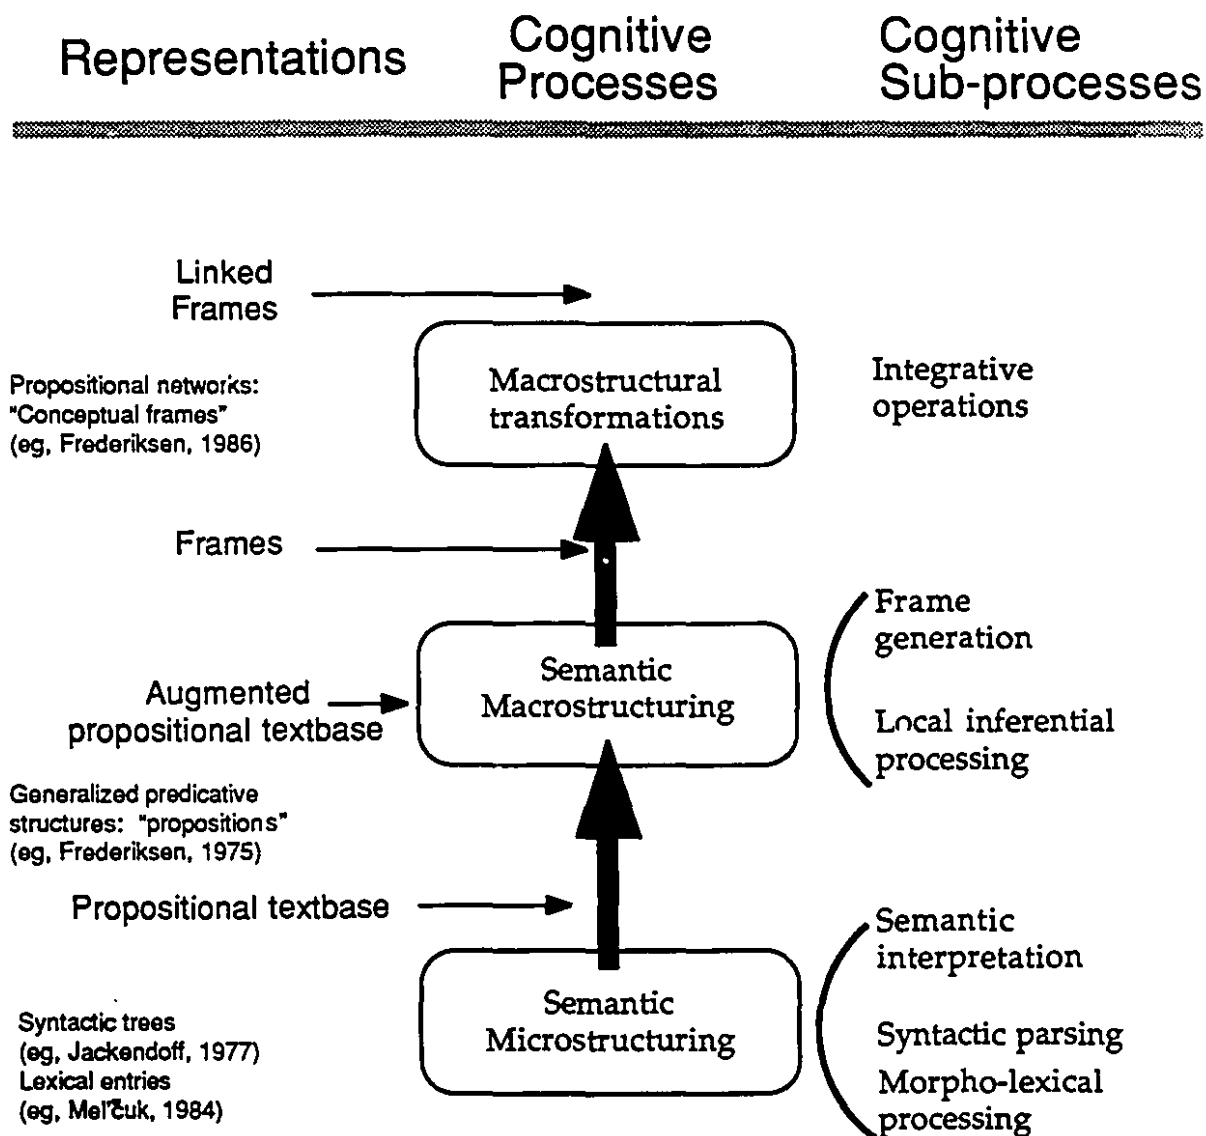 Representations
Cognitive
Processes
Cognitive
Sub-processes
Linked
Frames
Macrostructural
transformations
Integrative
operations
Propositional networks:
"Conceptual frames"
(eg, Frederiksen, 1986)
Frames
Frame
generation
Semantic
Macrostructuring
Augmented
propositional textbase
Local inferential
processing
Generalized predicative
structures: "propositions"
(eg, Frederiksen, 1975)
Propositional textbase
Semantic
interpretation
Semantic
Microstructuring
Syntactic trees
(eg, Jackendoff, 1977)
Lexical entries
(eg, Mel'čuk, 1984)
Syntactic parsing
Morpho-lexical
processing